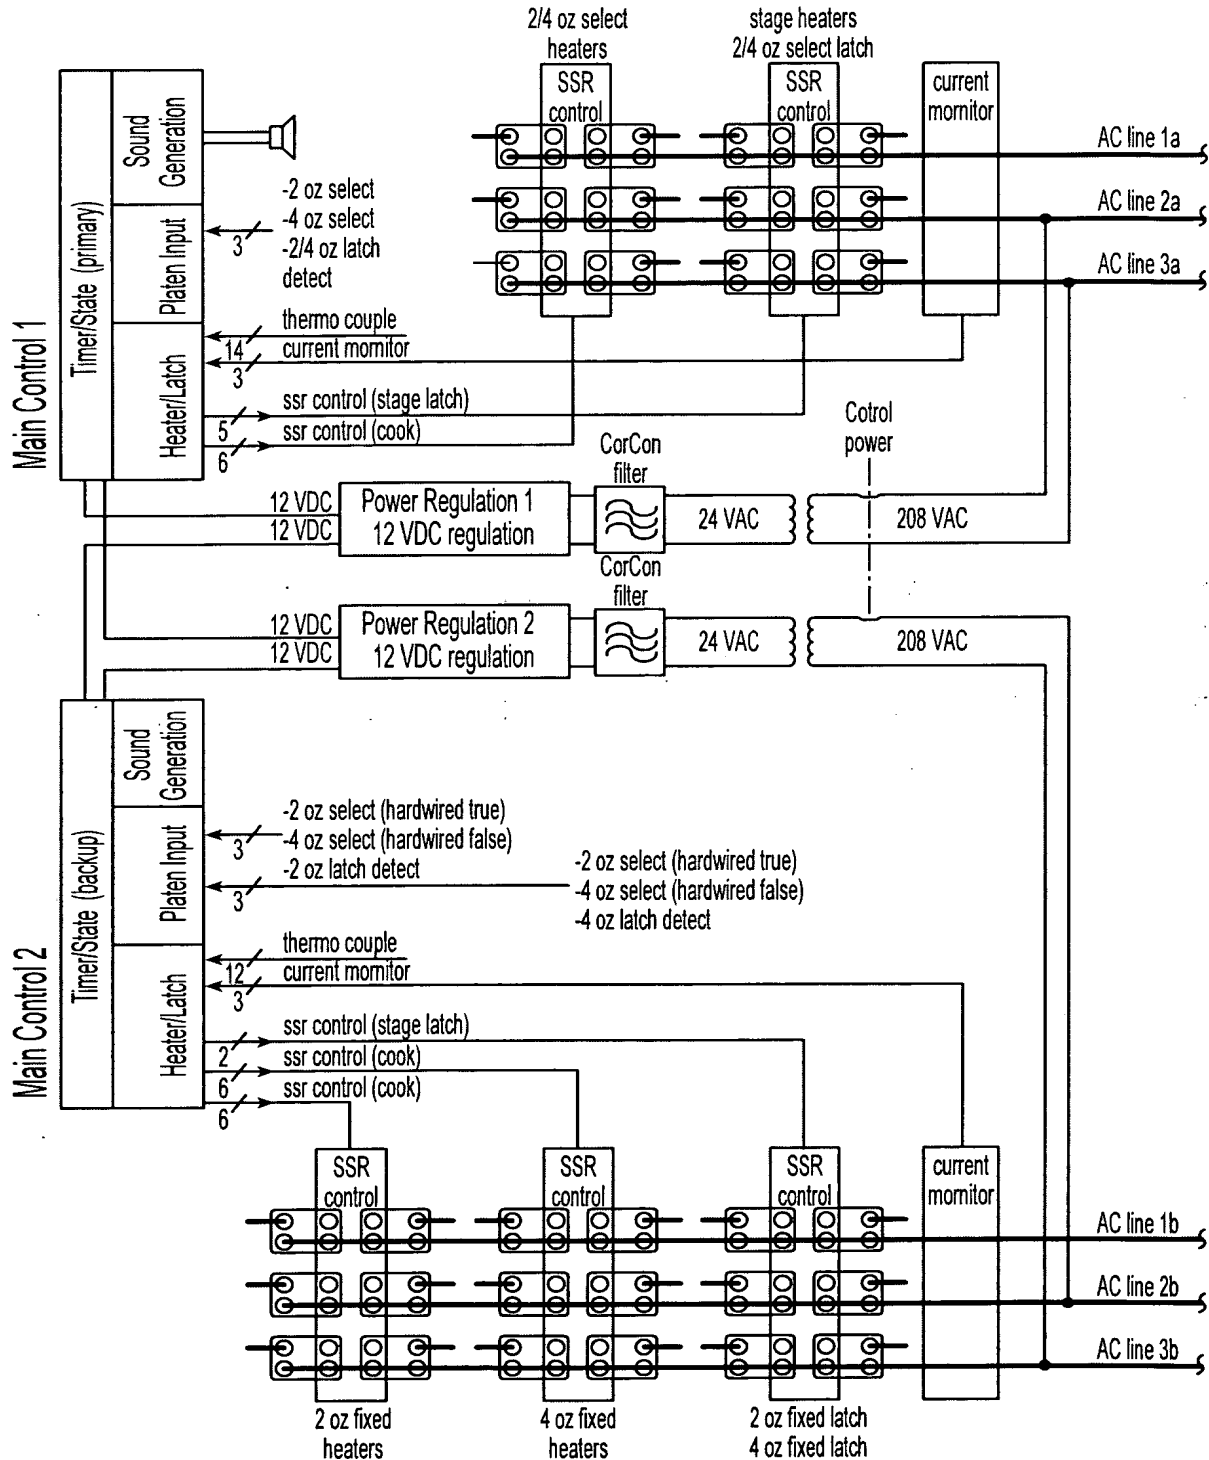 2/4 oz select
heaters
stage heaters
2/4 oz select latch
SSR
control
SSR
control
current
mornitor
AC line 1a
AC line 2a
AC line 3a
Main Control 1
Timer/State (primary)
Sound
Generation
Platen Input
Heater/Latch
-2 oz select
-4 oz select
-2/4 oz latch
detect
3
thermo couple
14
current mornitor
3
ssr control (stage latch)
5
ssr control (cook)
6
Cotrol
power
CorCon
filter
12 VDC
12 VDC
Power Regulation 1
12 VDC regulation
24 VAC
208 VAC
CorCon
filter
12 VDC
12 VDC
Power Regulation 2
12 VDC regulation
24 VAC
208 VAC
Main Control 2
Timer/State (backup)
Sound
Generation
Platen Input
Heater/Latch
-2 oz select (hardwired true)
-4 oz select (hardwired false)
3
-2 oz latch detect
3
-2 oz select (hardwired true)
-4 oz select (hardwired false)
-4 oz latch detect
thermo couple
12
current mornitor
3
ssr control (stage latch)
2
ssr control (cook)
6
ssr control (cook)
6
SSR
control
SSR
control
SSR
control
current
mornitor
AC line 1b
AC line 2b
AC line 3b
2 oz fixed
heaters
4 oz fixed
heaters
2 oz fixed latch
4 oz fixed latch